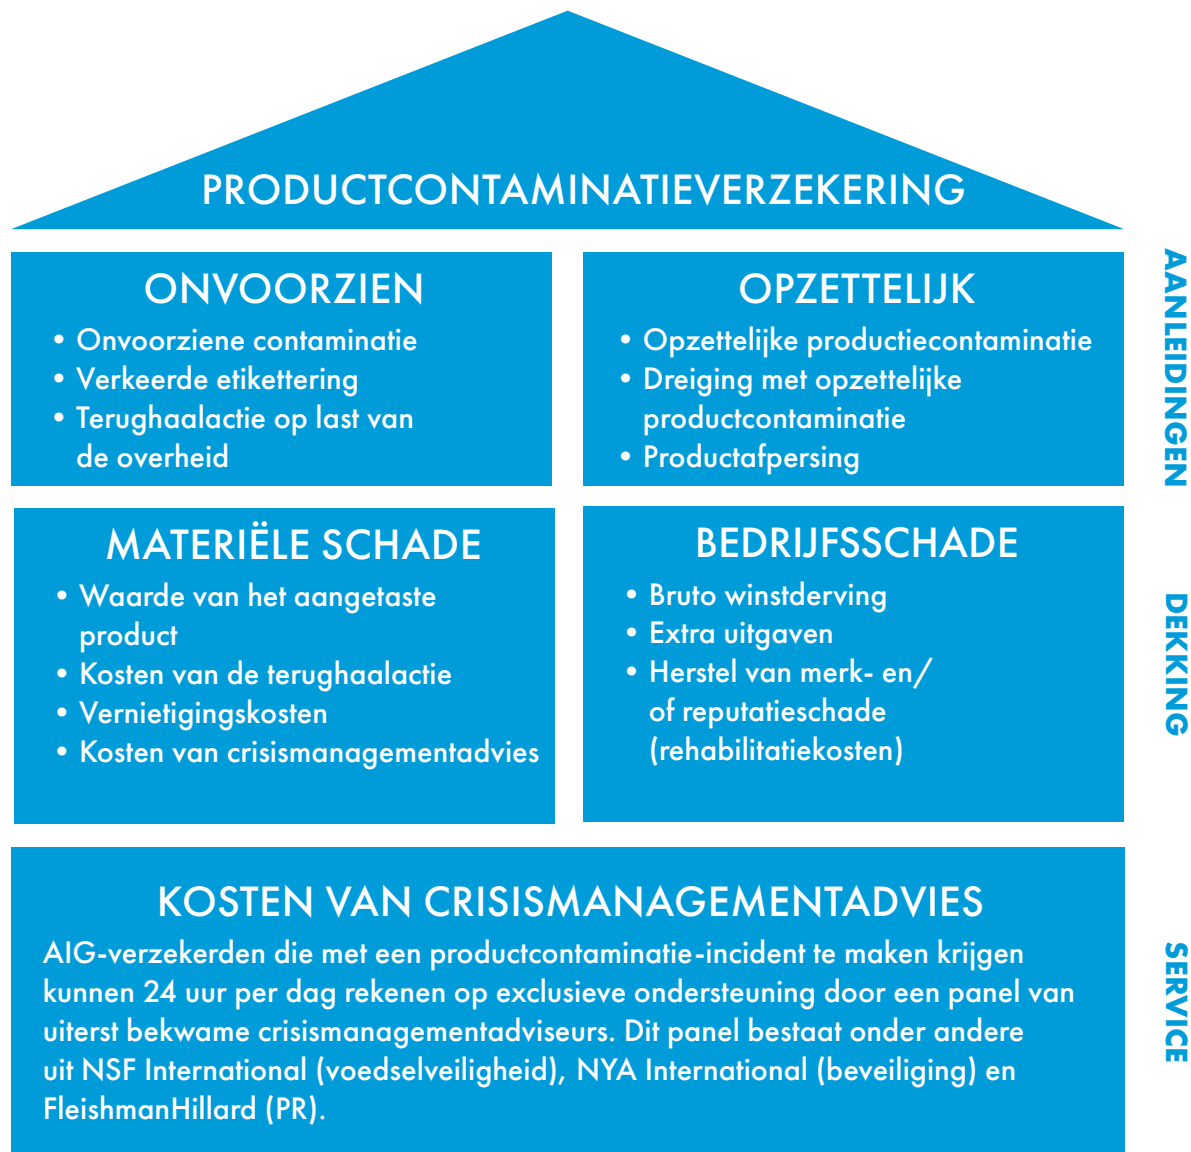 PRODUCTCONTAMINATIEVERZEKERING
ONVOORZIEN
• Onvoorziene contaminatie
• Verkeerde etikettering
• Terughaalactie op last van
de overheid
OPZETTELIJK
• Opzettelijke productiecontaminatie
• Dreiging met opzettelijke
productcontaminatie
• Productafpersing
AANLEIDINGEN
MATERIËLE SCHADE
• Waarde van het aangetaste
product
• Kosten van de terughaalactie
• Vernietigingskosten
• Kosten van crisismanagementadvies
BEDRIJFSSCHADE
• Bruto winstderving
• Extra uitgaven
• Herstel van merk- en/
of reputatieschade
(rehabilitatiekosten)
DEKKING
KOSTEN VAN CRISISMANAGEMENTADVIES
AIG-verzekerden die met een productcontaminatie-incident te maken krijgen
kunnen 24 uur per dag rekenen op exclusieve ondersteuning door een panel van
uiterst bekwame crisismanagementadviseurs. Dit panel bestaat onder andere
uit NSF International (voedselveiligheid), NYA International (beveiliging) en
FleishmanHillard (PR).
SERVICE